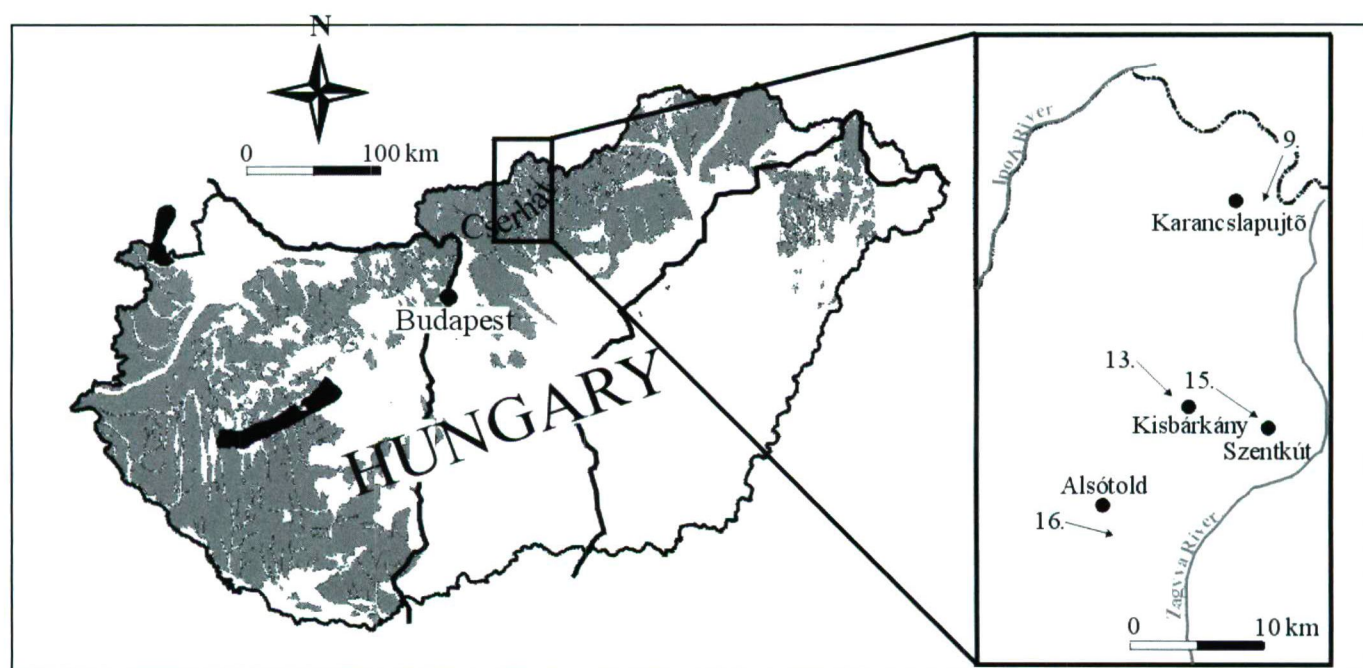 N
0 100 km
Cserhát
Budapest
HUNGARY
Ipoly River
9.
Karancslapujtõ
13.
15.
Kisbárkány
Szentkút
Alsótold
16.
Zagyva River
0 10 km